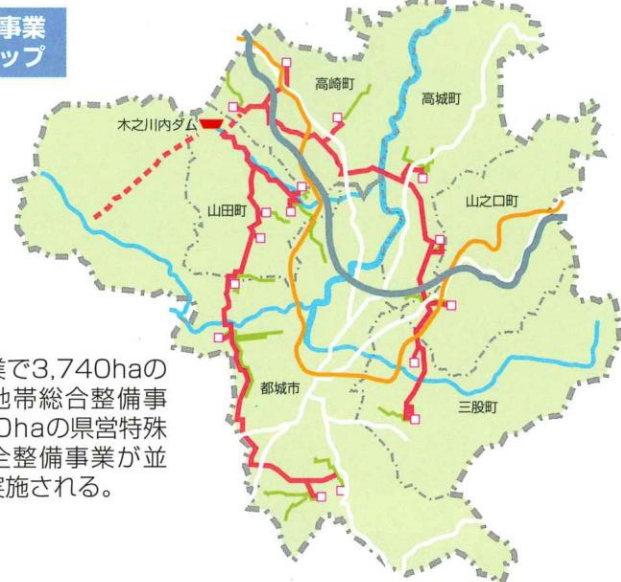 事業
ップ
高崎町
高城町
木之川内ダム
山田町
山之口町
都城市
三股町
業で3,740haの
地帯総合整備事
0haの県営特殊
全整備事業が並
実施される。